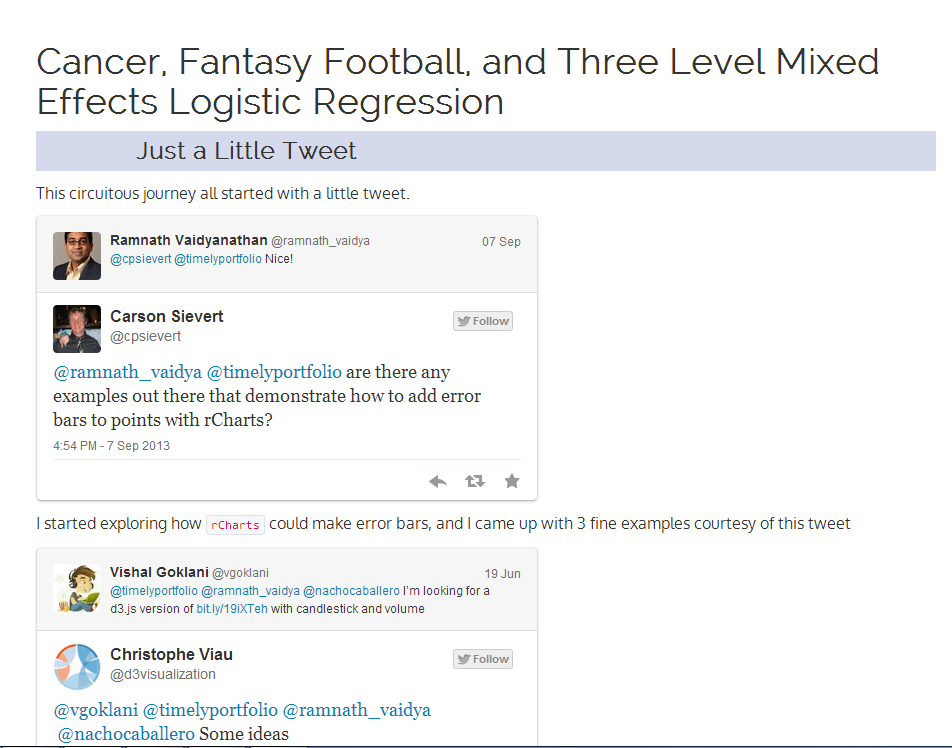 Cancer, Fantasy Football, and Three Level Mixed
Effects Logistic Regression
Just a Little Tweet
This circuitous journey all started with a little tweet.
Ramnath Vaidyanathan @ramnath_vaidya 07 Sep
@cpsievert @timelyportfolio Nice!
Carson Sievert
@cpsievert
Follow
@ramnath_vaidya @timelyportfolio are there any
examples out there that demonstrate how to add error
bars to points with rCharts?
4:54 PM - 7 Sep 2013
I started exploring how rCharts could make error bars, and I came up with 3 fine examples courtesy of this tweet
Vishal Goklani @vgoklani 19 Jun
@timelyportfolio @ramnath_vaidya @nachocaballero I'm looking for a
d3.js version of bit.ly/19iXTeh with candlestick and volume
Christophe Viau
@d3visualization
Follow
@vgoklani @timelyportfolio @ramnath_vaidya
@nachocaballero Some ideas